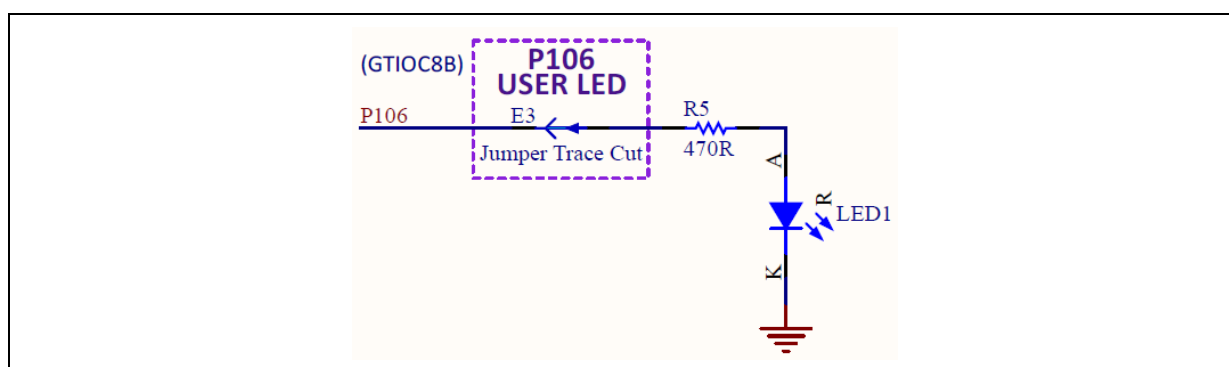 (GTIOC8B)
P106
USER LED
P106
E3
Jumper Trace Cut
R5
470R
A
R
LED1
K